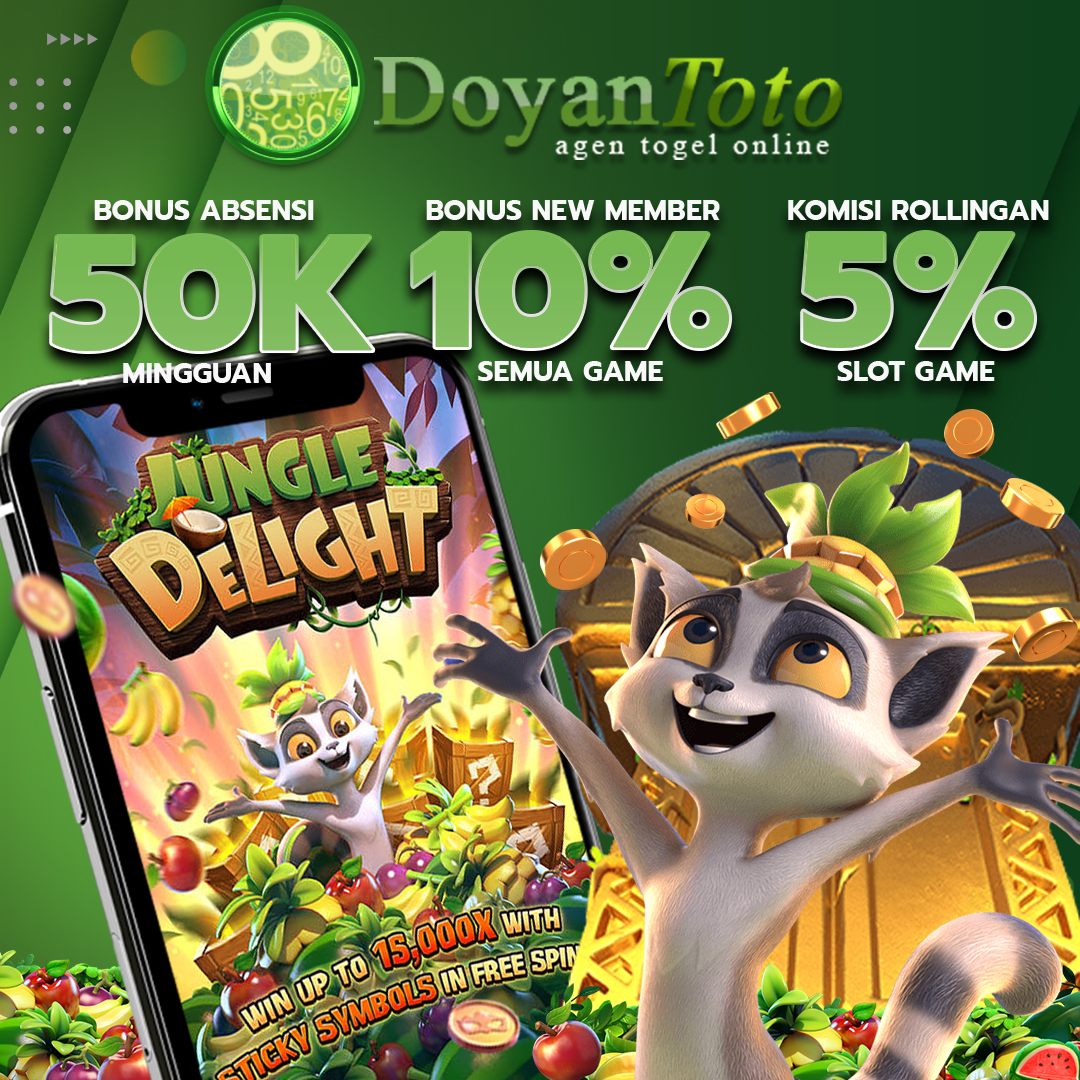 DoyanToto
agen togel online
BONUS ABSENSI
50K
MINGGUAN
BONUS NEW MEMBER
10%
SEMUA GAME
KOMISI ROLLINGAN
5%
SLOT GAME
JUNGLE
DELIGHT
WIN UP TO 15,000X WITH
STICKY SYMBOLS IN FREE SPIN